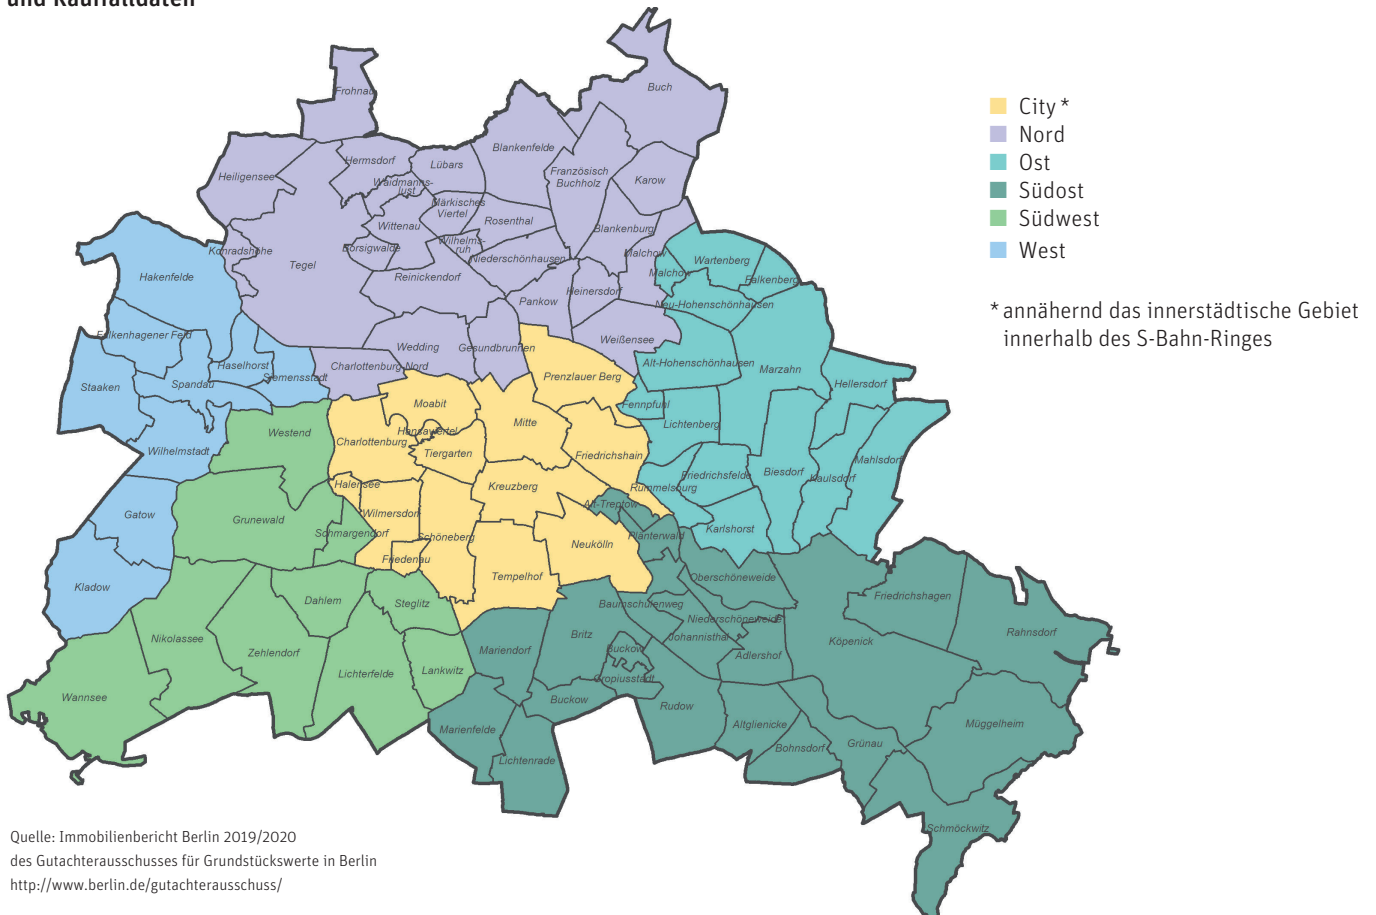 und Kauffalldaten
City *
Nord
Ost
Südost
Südwest
West
* annähernd das innerstädtische Gebiet
innerhalb des S-Bahn-Ringes
Frohnau
Buch
Hermsdorf
Lübars
Blankenfelde
Französisch
Buchholz
Karow
Heiligensee
Waidmanns-
lust
Märkisches
Viertel
Rosenthal
Wittenau
Blankenburg
Konradshöhe
Borsigwalde
Wilhelms-
ruh
Niederschönhausen
Malchow
Tegel
Reinickendorf
Heinersdorf
Pankow
Malchow
Wartenberg
Falkenberg
Hakenfelde
Neu-Hohenschönhausen
Falkenhagener Feld
Wedding
Gesundbrunnen
Weißensee
Haselhorst
Siemensstadt
Charlottenburg-Nord
Alt-Hohenschönhausen
Marzahn
Staaken
Spandau
Prenzlauer Berg
Hellersdorf
Moabit
Fennpfuhl
Westend
Hansaviertel
Mitte
Lichtenberg
Wilhelmstadt
Charlottenburg
Tiergarten
Friedrichshain
Mahlsdorf
Halensee
Kreuzberg
Rummelsburg
Friedrichsfelde
Biesdorf
Kaulsdorf
Gatow
Grunewald
Schmargendorf
Wilmersdorf
Schöneberg
Alt-Treptow
Plänterwald
Karlshorst
Neukölln
Friedenau
Kladow
Tempelhof
Oberschöneweide
Dahlem
Steglitz
Baumschulenweg
Friedrichshagen
Niederschöneweide
Nikolassee
Britz
Johannisthal
Köpenick
Rahnsdorf
Zehlendorf
Mariendorf
Buckow
Adlershof
Lichterfelde
Lankwitz
Gropiusstadt
Wannsee
Buckow
Rudow
Marienfelde
Altglienicke
Müggelheim
Lichtenrade
Bohnsdorf
Grünau
Schmöckwitz
Quelle: Immobilienbericht Berlin 2019/2020
des Gutachterausschusses für Grundstückswerte in Berlin
http://www.berlin.de/gutachterausschuss/